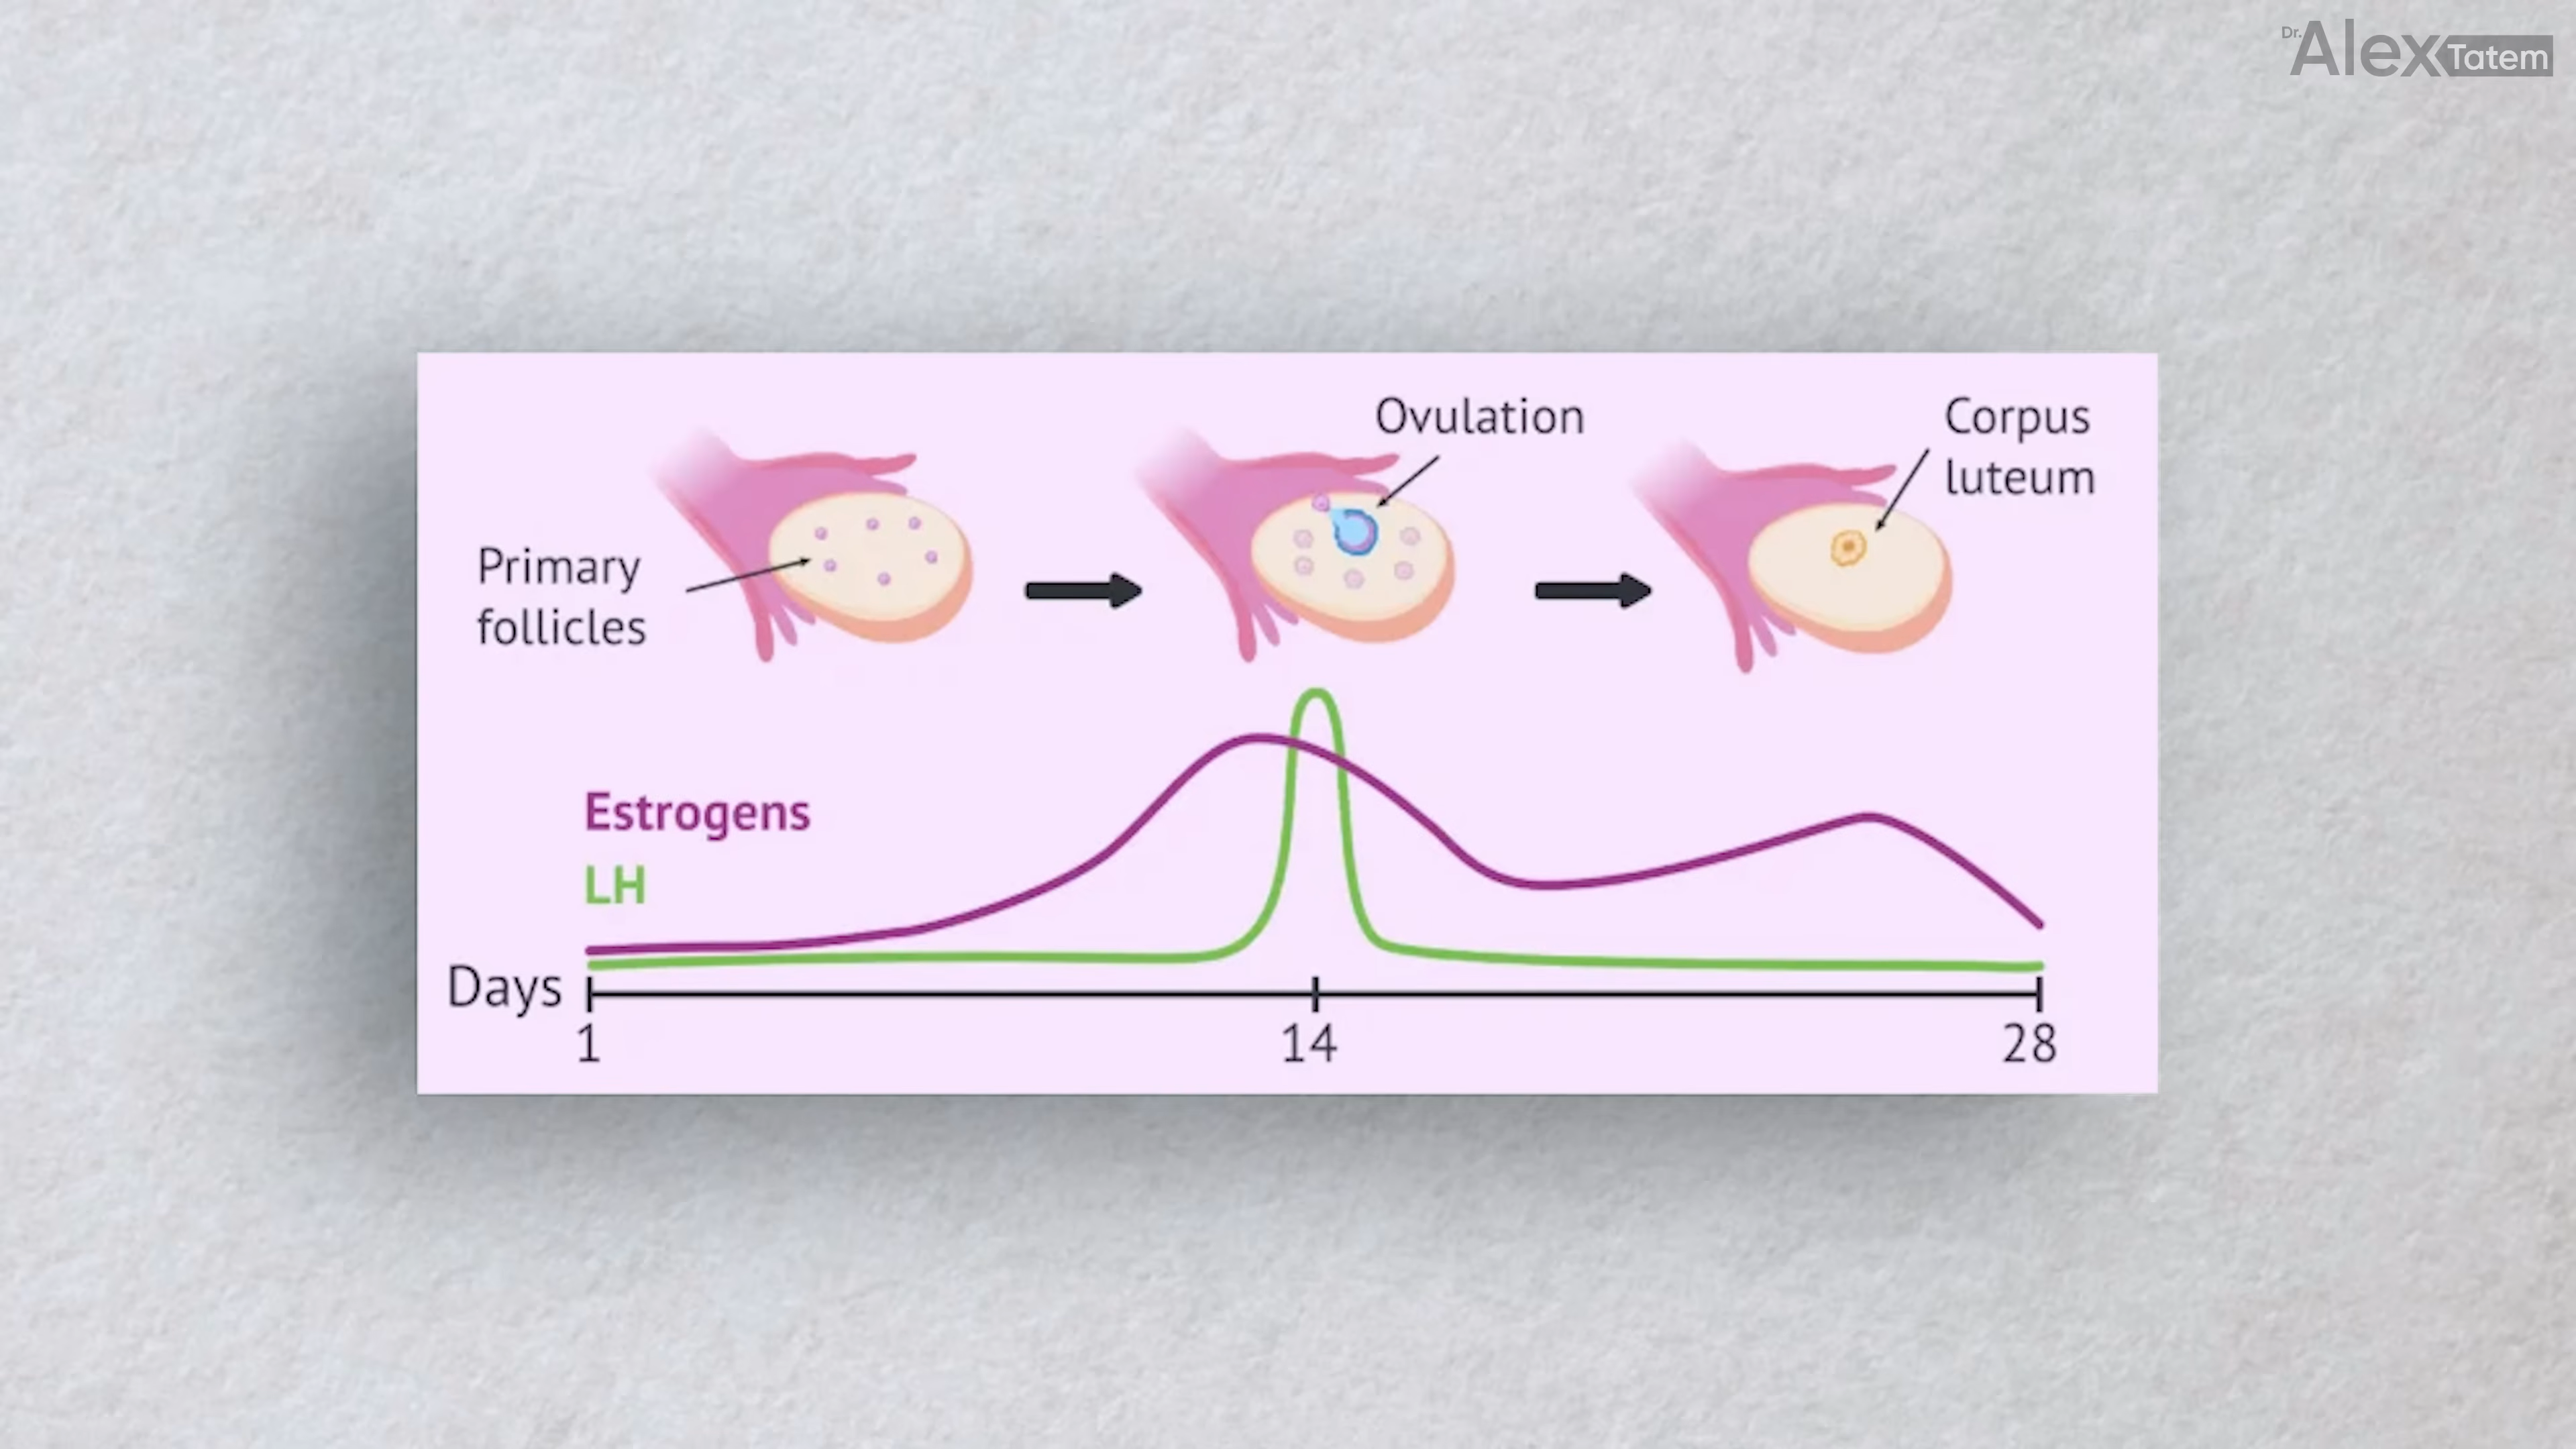 Dr. Alex Tatem
Ovulation
Corpus
luteum
Primary
follicles
Estrogens
LH
Days
1 14 28